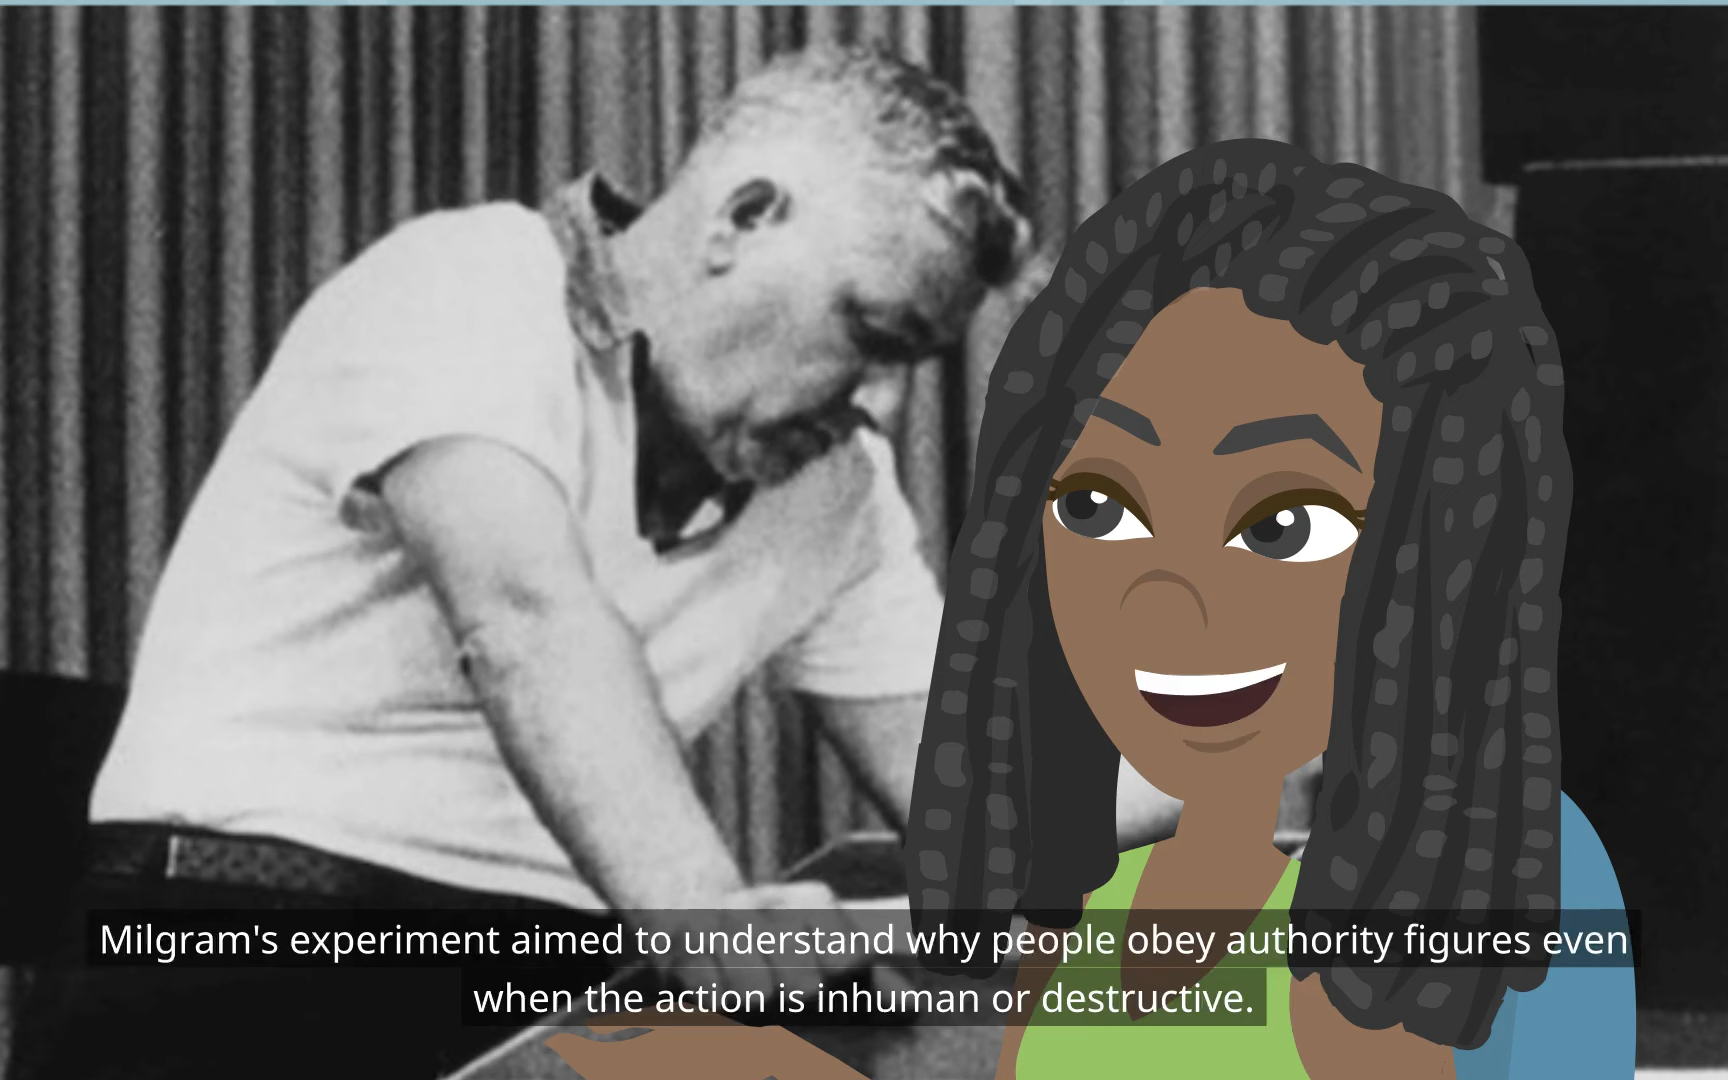 Milgram's experiment aimed to understand why people obey authority figures even
when the action is inhuman or destructive.